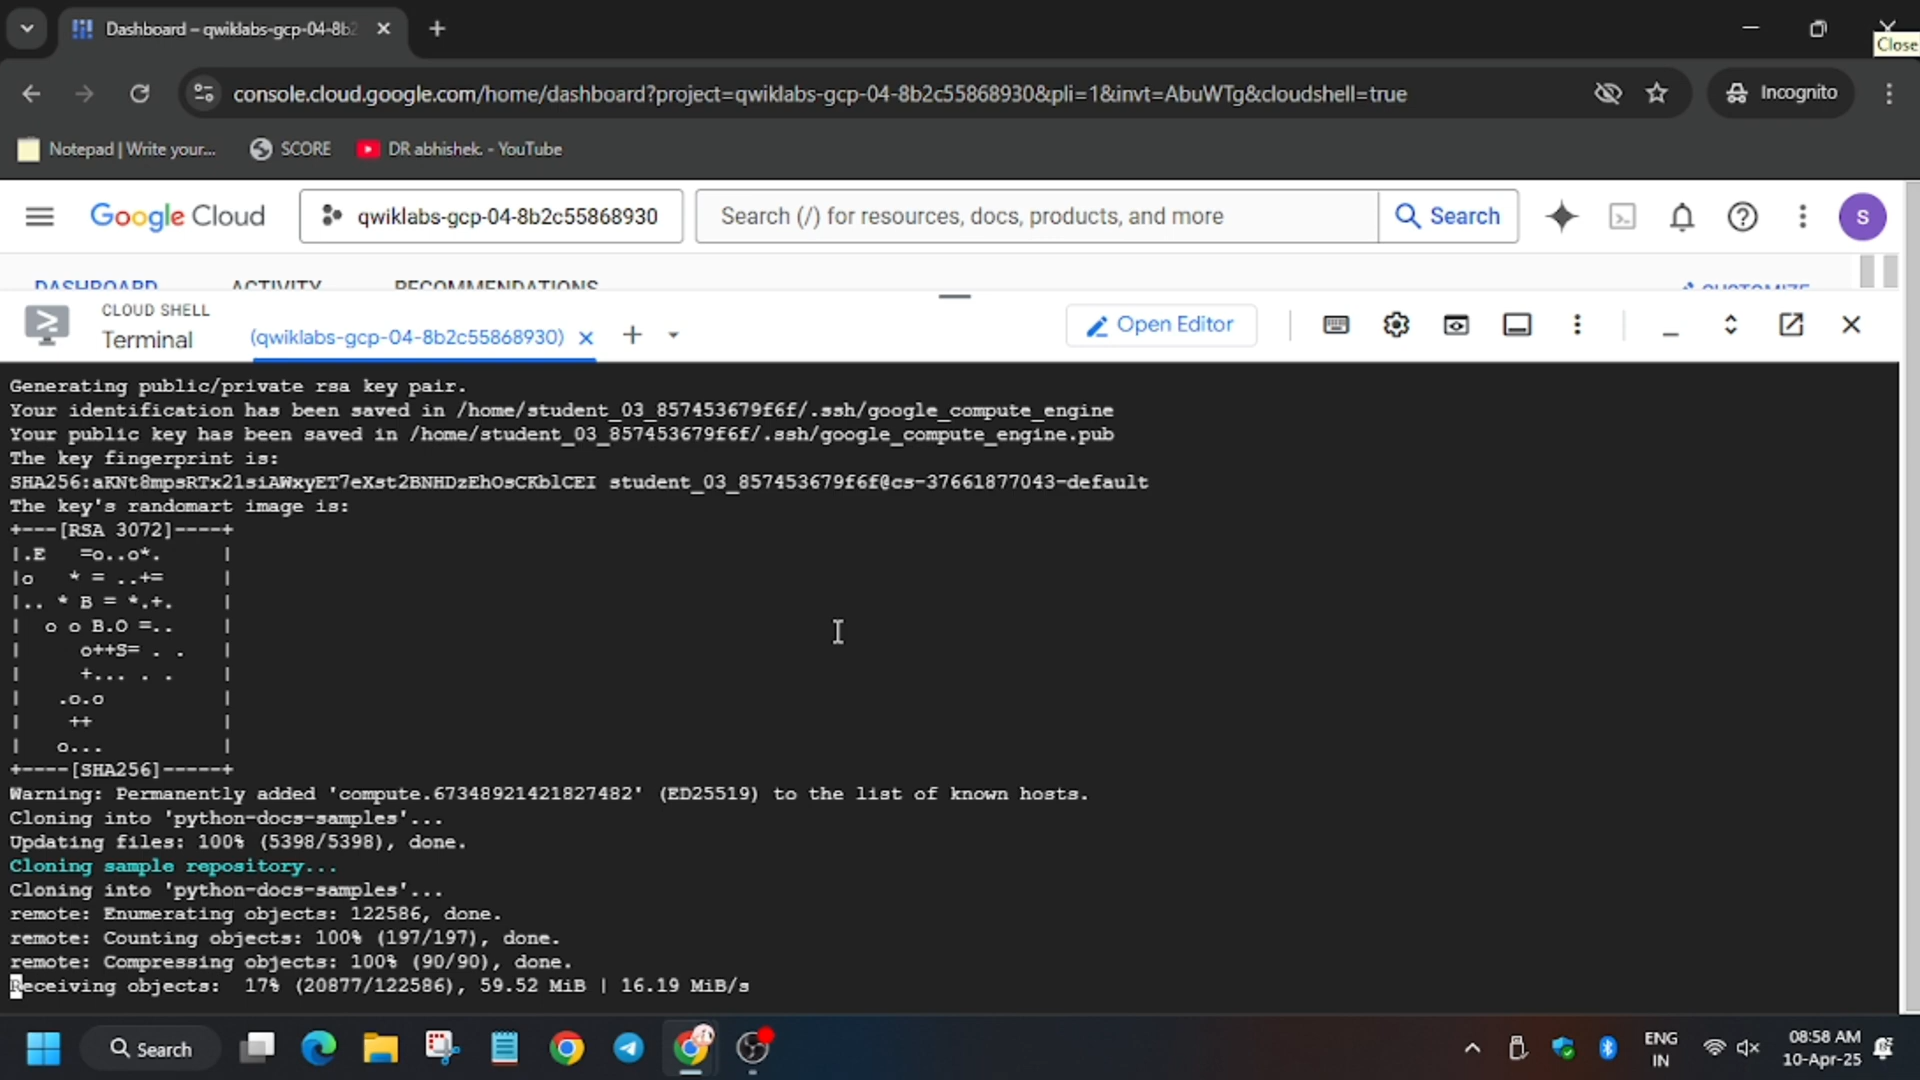 Dashboard – qwiklabs-gcp-04-8b2
Close
console.cloud.google.com/home/dashboard?project=qwiklabs-gcp-04-8b2c55868930&pli=1&invt=AbuWTg&cloudshell=true
Incognito
Notepad | Write your...
SCORE
DR abhishek. - YouTube
Google Cloud
qwiklabs-gcp-04-8b2c55868930
Search (/) for resources, docs, products, and more
Search
S
DASHBOARD
ACTIVITY
RECOMMENDATIONS
CUSTOMIZE
CLOUD SHELL
Terminal
(qwiklabs-gcp-04-8b2c55868930)
Open Editor
Generating public/private rsa key pair.
Your identification has been saved in /home/student_03_857453679f6f/.ssh/google_compute_engine
Your public key has been saved in /home/student_03_857453679f6f/.ssh/google_compute_engine.pub
The key fingerprint is:
SHA256:aKNt8mpsRTx21siAWxyET7eXst2BNHDzEhOsCKblCEI student_03_857453679f6f@cs-37661877043-default
The key's randomart image is:
+---[RSA 3072]----+
|.E   =o..o*.     |
|o   * = ..+=     |
|.. * B = *.+.    |
|  o o B.O =..    |
|     o++S= . .   |
|     +... . .    |
|   .o.o          |
|    ++           |
|   o...          |
+----[SHA256]-----+
Warning: Permanently added 'compute.67348921421827482' (ED25519) to the list of known hosts.
Cloning into 'python-docs-samples'...
Updating files: 100% (5398/5398), done.
Cloning sample repository...
Cloning into 'python-docs-samples'...
remote: Enumerating objects: 122586, done.
remote: Counting objects: 100% (197/197), done.
remote: Compressing objects: 100% (90/90), done.
Receiving objects:  17% (20877/122586), 59.52 MiB | 16.19 MiB/s
Search
ENG
IN
08:58 AM
10-Apr-25